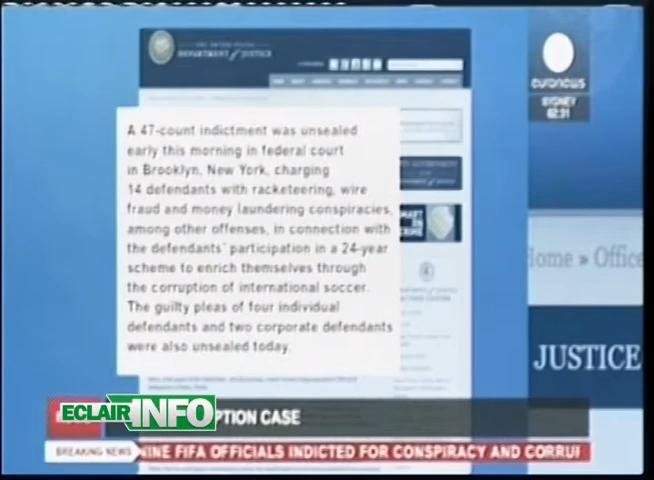 DEPARTMENT of JUSTICE
euronews
SYDNEY
02:31
A 47-count indictment was unsealed
early this morning in federal court
in Brooklyn, New York, charging
14 defendants with racketeering, wire
fraud and money laundering conspiracies,
among other offenses, in connection with
the defendants' participation in a 24-year
scheme to enrich themselves through
the corruption of international soccer.
The guilty pleas of four individual
defendants and two corporate defendants
were also unsealed today.
Home » Office
JUSTICE
ECLAIR INFO PTION CASE
BREAKING NEWS NINE FIFA OFFICIALS INDICTED FOR CONSPIRACY AND CORRUP